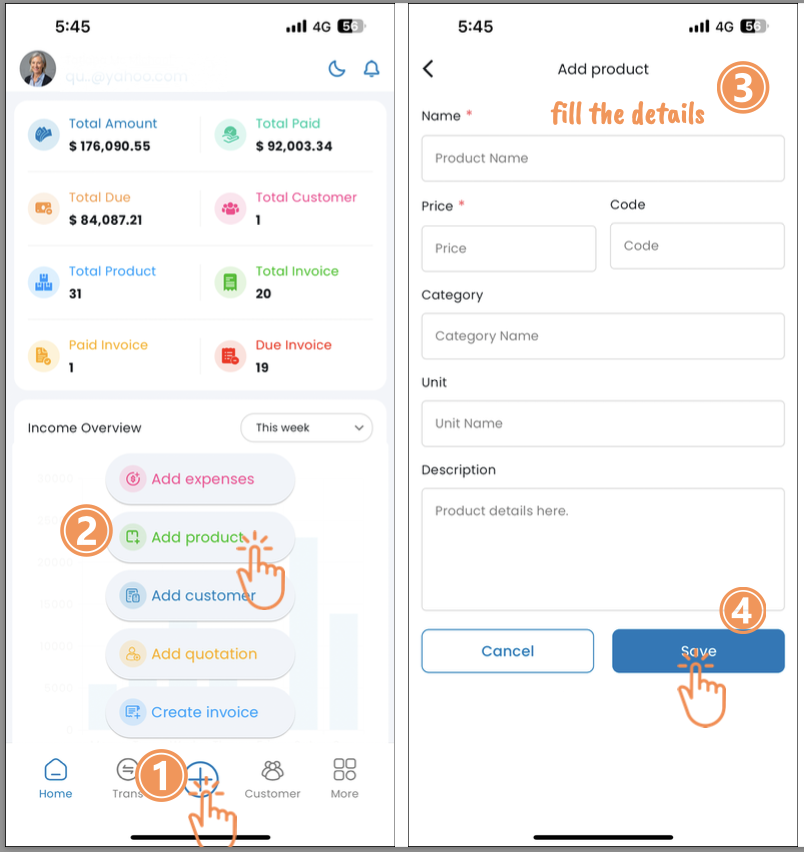 5:45
4G 56
qu..@yahoo.com
Total Amount
$ 176,090.55
Total Paid
$ 92,003.34
Total Due
$ 84,087.21
Total Customer
1
Total Product
31
Total Invoice
20
Paid Invoice
1
Due Invoice
19
Income Overview
This week
Add expenses
2
Add product
Add customer
Add quotation
Create invoice
1
Home
Trans
Customer
More
5:45
4G 56
Add product
3
fill the details
Name *
Product Name
Price *
Code
Price
Code
Category
Category Name
Unit
Unit Name
Description
Product details here.
4
Cancel
Save